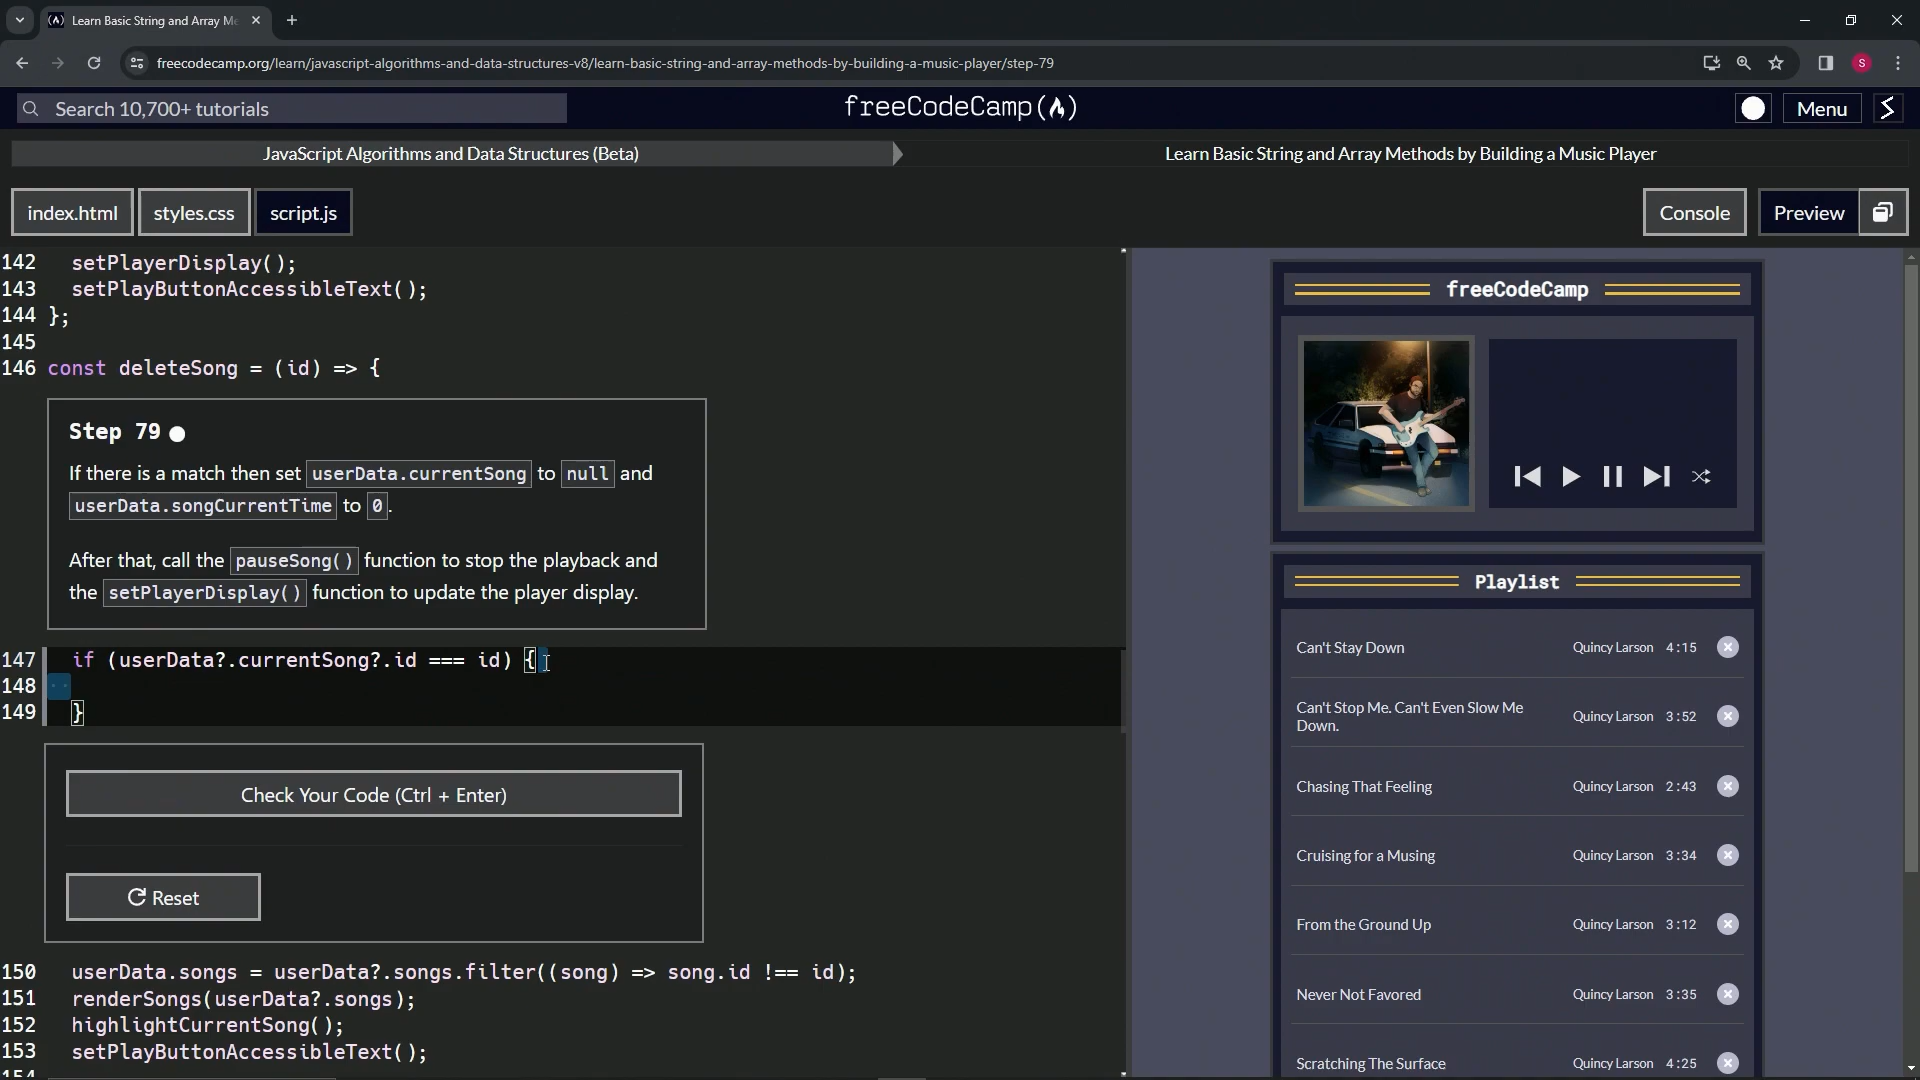 Learn Basic String and Array Me
freecodecamp.org/learn/javascript-algorithms-and-data-structures-v8/learn-basic-string-and-array-methods-by-building-a-music-player/step-79
S
Search 10,700+ tutorials
freeCodeCamp
Menu
JavaScript Algorithms and Data Structures (Beta)
Learn Basic String and Array Methods by Building a Music Player
index.html
styles.css
script.js
Console
Preview
142 setPlayerDisplay();
143 setPlayButtonAccessibleText();
144 };
145
146 const deleteSong = (id) => {
Step 79
If there is a match then set userData.currentSong to null and
userData.songCurrentTime to 0.
After that, call the pauseSong() function to stop the playback and
the setPlayerDisplay() function to update the player display.
147 if (userData?.currentSong?.id === id) {
148
149 }
Check Your Code (Ctrl + Enter)
Reset
150 userData.songs = userData?.songs.filter((song) => song.id !== id);
151 renderSongs(userData?.songs);
152 highlightCurrentSong();
153 setPlayButtonAccessibleText();
154
freeCodeCamp
Playlist
Can't Stay Down Quincy Larson 4:15
Can't Stop Me. Can't Even Slow Me
Down. Quincy Larson 3:52
Chasing That Feeling Quincy Larson 2:43
Cruising for a Musing Quincy Larson 3:34
From the Ground Up Quincy Larson 3:12
Never Not Favored Quincy Larson 3:35
Scratching The Surface Quincy Larson 4:25